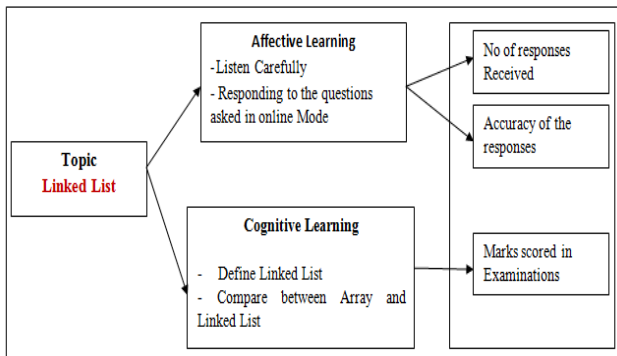 Topic
Linked List
Affective Learning
-Listen Carefully
- Responding to the questions
asked in online Mode
Cognitive Learning
- Define Linked List
- Compare between Array and
Linked List
No of responses
Received
Accuracy of the
responses
Marks scored in
Examinations